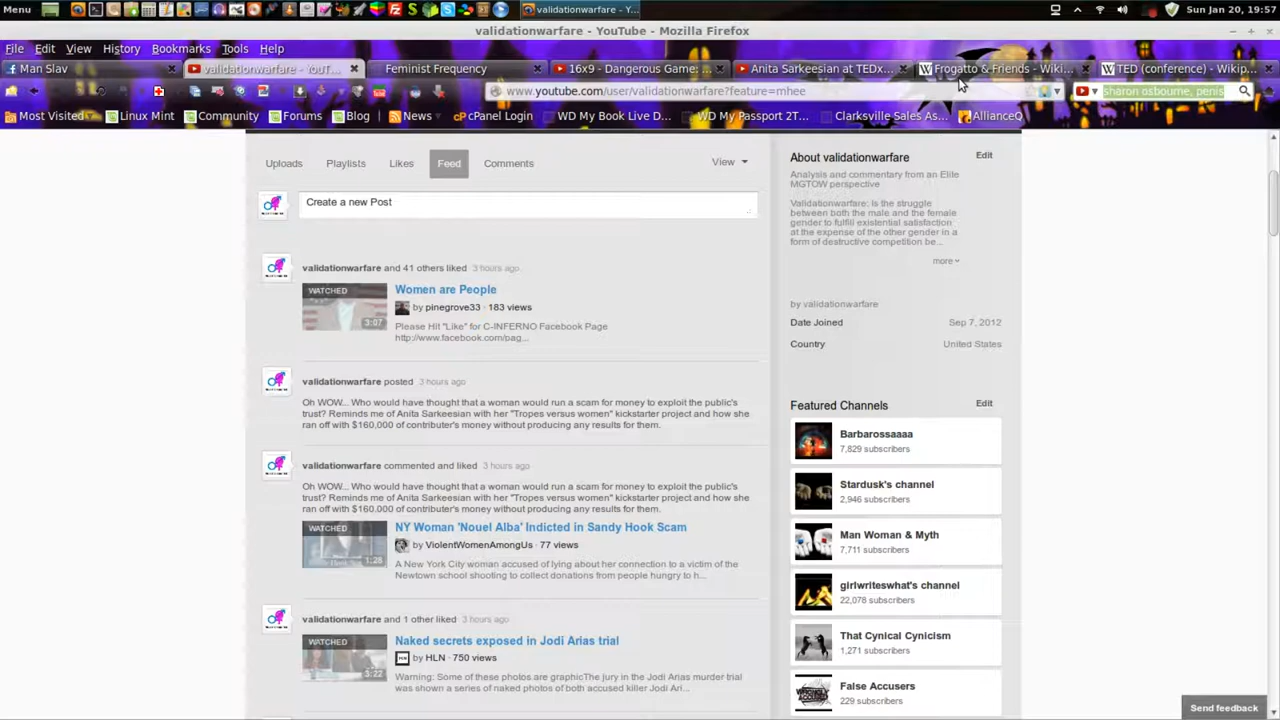 Menu
validationwarfare - Y...
Sun Jan 20, 19:57
validationwarfare - YouTube - Mozilla Firefox
File Edit View History Bookmarks Tools Help
Man Slav
validationwarfare - YouT...
Feminist Frequency
16x9 - Dangerous Game: ...
Anita Sarkeesian at TEDx...
Frogatto & Friends - Wiki...
TED (conference) - Wikip...
www.youtube.com/user/validationwarfare?feature=mhee
sharon osbourne, penis
Most Visited
Linux Mint
Community
Forums
Blog
News
cPanel Login
WD My Book Live D...
WD My Passport 2T...
Clarksville Sales As...
AllianceQ
Uploads Playlists Likes Feed Comments View
Create a new Post
validationwarfare and 41 others liked 3 hours ago
WATCHED
3:07
Women are People
by pinegrove33 · 183 views
Please Hit "Like" for C-INFERNO Facebook Page
http://www.facebook.com/pag...
validationwarfare posted 3 hours ago
Oh WOW... Who would have thought that a woman would run a scam for money to exploit the public's
trust? Reminds me of Anita Sarkeesian with her "Tropes versus women" kickstarter project and how she
ran off with $160,000 of contributer's money without producing any results for them.
validationwarfare commented and liked 3 hours ago
Oh WOW... Who would have thought that a woman would run a scam for money to exploit the public's
trust? Reminds me of Anita Sarkeesian with her "Tropes versus women" kickstarter project and how she
ran off with $160,000 of contributer's money without producing any results for them.
WATCHED
1:28
NY Woman 'Nouel Alba' Indicted in Sandy Hook Scam
by ViolentWomenAmongUs · 77 views
A New York City woman accused of lying about her connection to a victim of the
Newtown school shooting to collect donations from people hungry to h...
validationwarfare and 1 other liked 3 hours ago
WATCHED
3:22
Naked secrets exposed in Jodi Arias trial
by HLN · 750 views
Warning: Some of these photos are graphicThe jury in the Jodi Arias murder trial
was shown a series of naked photos of both accused killer Jodi Ari...
About validationwarfare Edit
Analysis and commentary from an Elite
MGTOW perspective
Validationwarfare: Is the struggle
between both the male and the female
gender to fulfill existential satisfaction
at the expense of the other gender in a
form of destructive competition be...
more
by validationwarfare
Date Joined Sep 7, 2012
Country United States
Featured Channels Edit
Barbarossaaaa
7,829 subscribers
Stardusk's channel
2,946 subscribers
Man Woman & Myth
7,711 subscribers
girlwriteswhat's channel
22,078 subscribers
That Cynical Cynicism
1,271 subscribers
False Accusers
229 subscribers
Send feedback